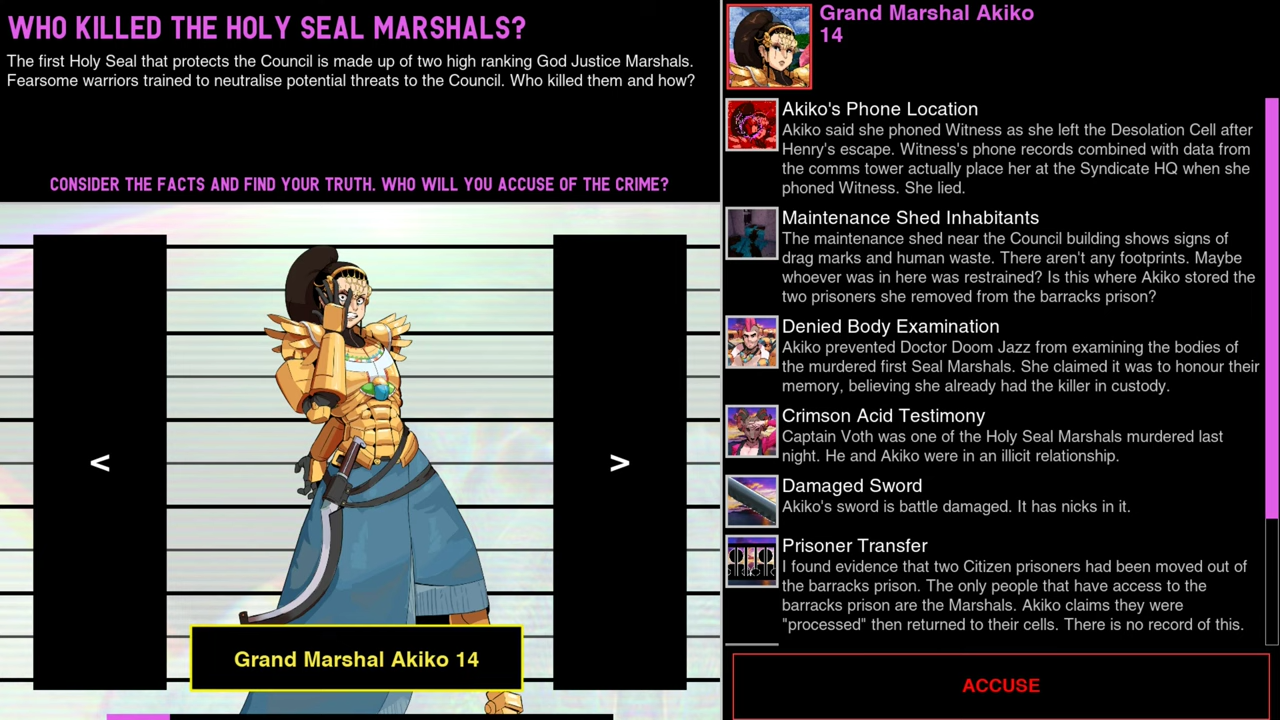 WHO KILLED THE HOLY SEAL MARSHALS?
The first Holy Seal that protects the Council is made up of two high ranking God Justice Marshals.
Fearsome warriors trained to neutralise potential threats to the Council. Who killed them and how?
CONSIDER THE FACTS AND FIND YOUR TRUTH. WHO WILL YOU ACCUSE OF THE CRIME?
<
>
Grand Marshal Akiko 14
Grand Marshal Akiko
14
Akiko's Phone Location
Akiko said she phoned Witness as she left the Desolation Cell after
Henry's escape. Witness's phone records combined with data from
the comms tower actually place her at the Syndicate HQ when she
phoned Witness. She lied.
Maintenance Shed Inhabitants
The maintenance shed near the Council building shows signs of
drag marks and human waste. There aren't any footprints. Maybe
whoever was in here was restrained? Is this where Akiko stored the
two prisoners she removed from the barracks prison?
Denied Body Examination
Akiko prevented Doctor Doom Jazz from examining the bodies of
the murdered first Seal Marshals. She claimed it was to honour their
memory, believing she already had the killer in custody.
Crimson Acid Testimony
Captain Voth was one of the Holy Seal Marshals murdered last
night. He and Akiko were in an illicit relationship.
Damaged Sword
Akiko's sword is battle damaged. It has nicks in it.
Prisoner Transfer
I found evidence that two Citizen prisoners had been moved out of
the barracks prison. The only people that have access to the
barracks prison are the Marshals. Akiko claims they were
"processed" then returned to their cells. There is no record of this.
ACCUSE